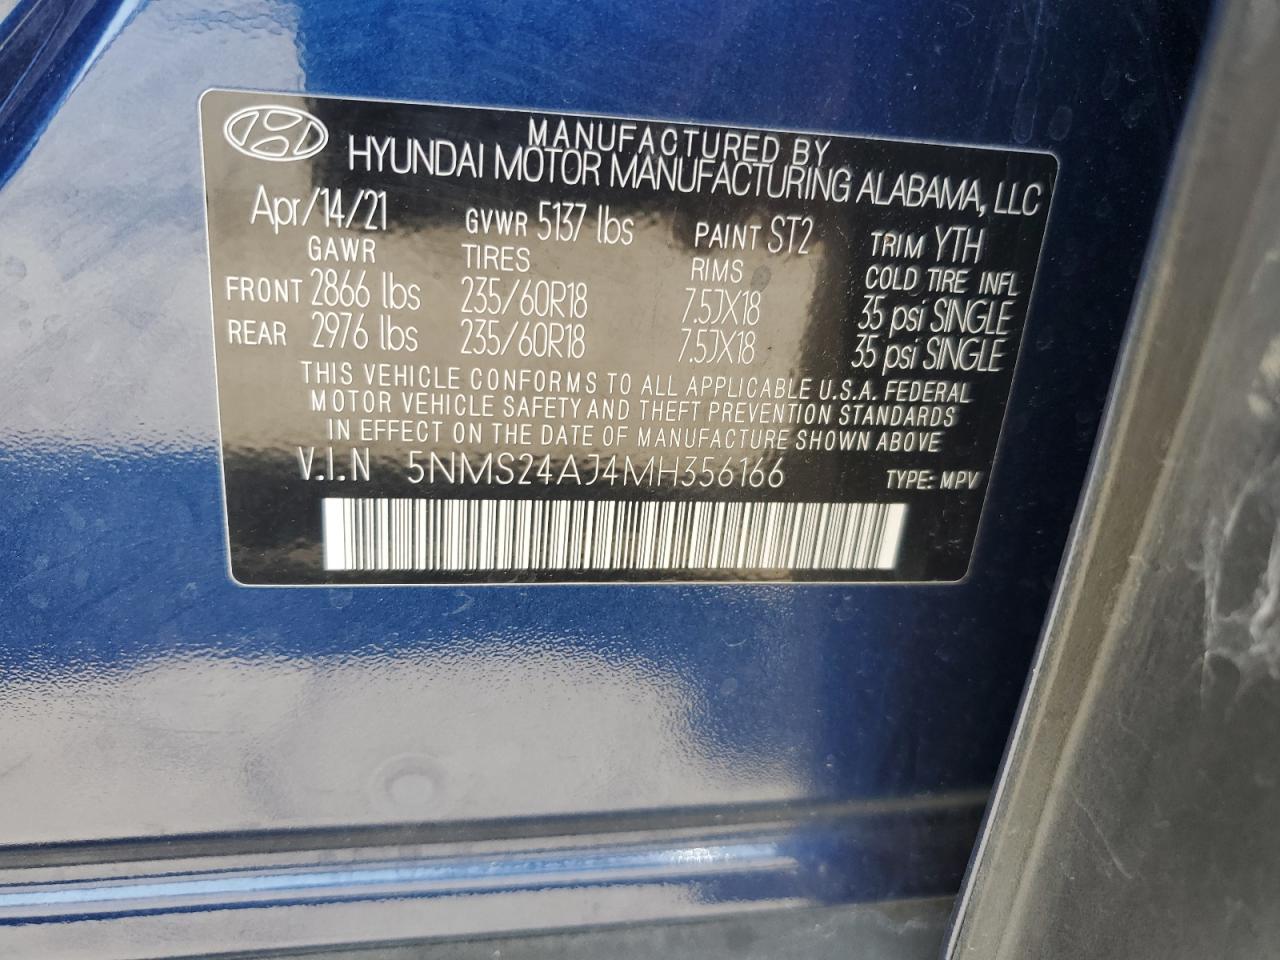 MANUFACTURED BY
HYUNDAI MOTOR MANUFACTURING ALABAMA, LLC
Apr/14/21 GVWR 5137 lbs PAINT ST2 TRIM YTH
GAWR TIRES RIMS COLD TIRE INFL
FRONT 2866 lbs 235/60R18 7.5JX18 35 psi SINGLE
REAR 2976 lbs 235/60R18 7.5JX18 35 psi SINGLE
THIS VEHICLE CONFORMS TO ALL APPLICABLE U.S.A. FEDERAL
MOTOR VEHICLE SAFETY AND THEFT PREVENTION STANDARDS
IN EFFECT ON THE DATE OF MANUFACTURE SHOWN ABOVE
V.I.N 5NMS24AJ4MH356166 TYPE: MPV